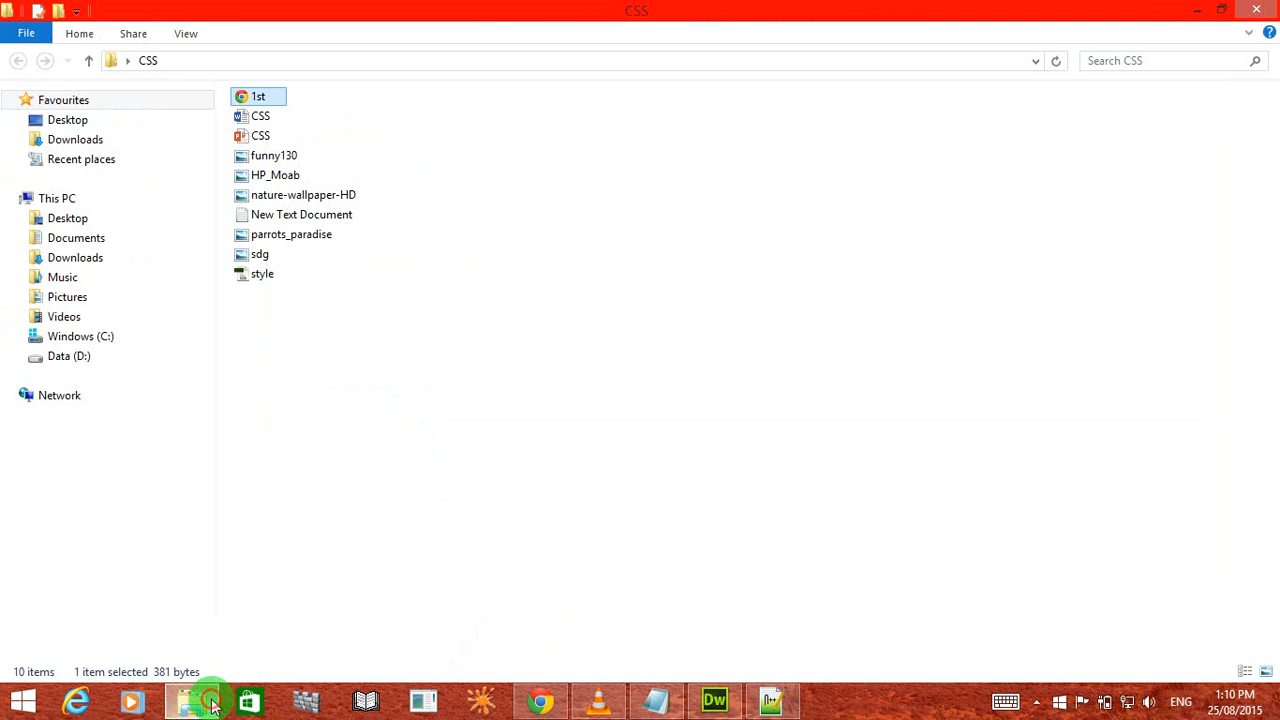 CSS
File Home Share View
CSS
Search CSS
Favourites
Desktop
Downloads
Recent places
This PC
Desktop
Documents
Downloads
Music
Pictures
Videos
Windows (C:)
Data (D:)
Network
1st
CSS
CSS
funny130
HP_Moab
nature-wallpaper-HD
New Text Document
parrots_paradise
sdg
style
10 items 1 item selected 381 bytes
Dw
ENG
1:10 PM
25/08/2015